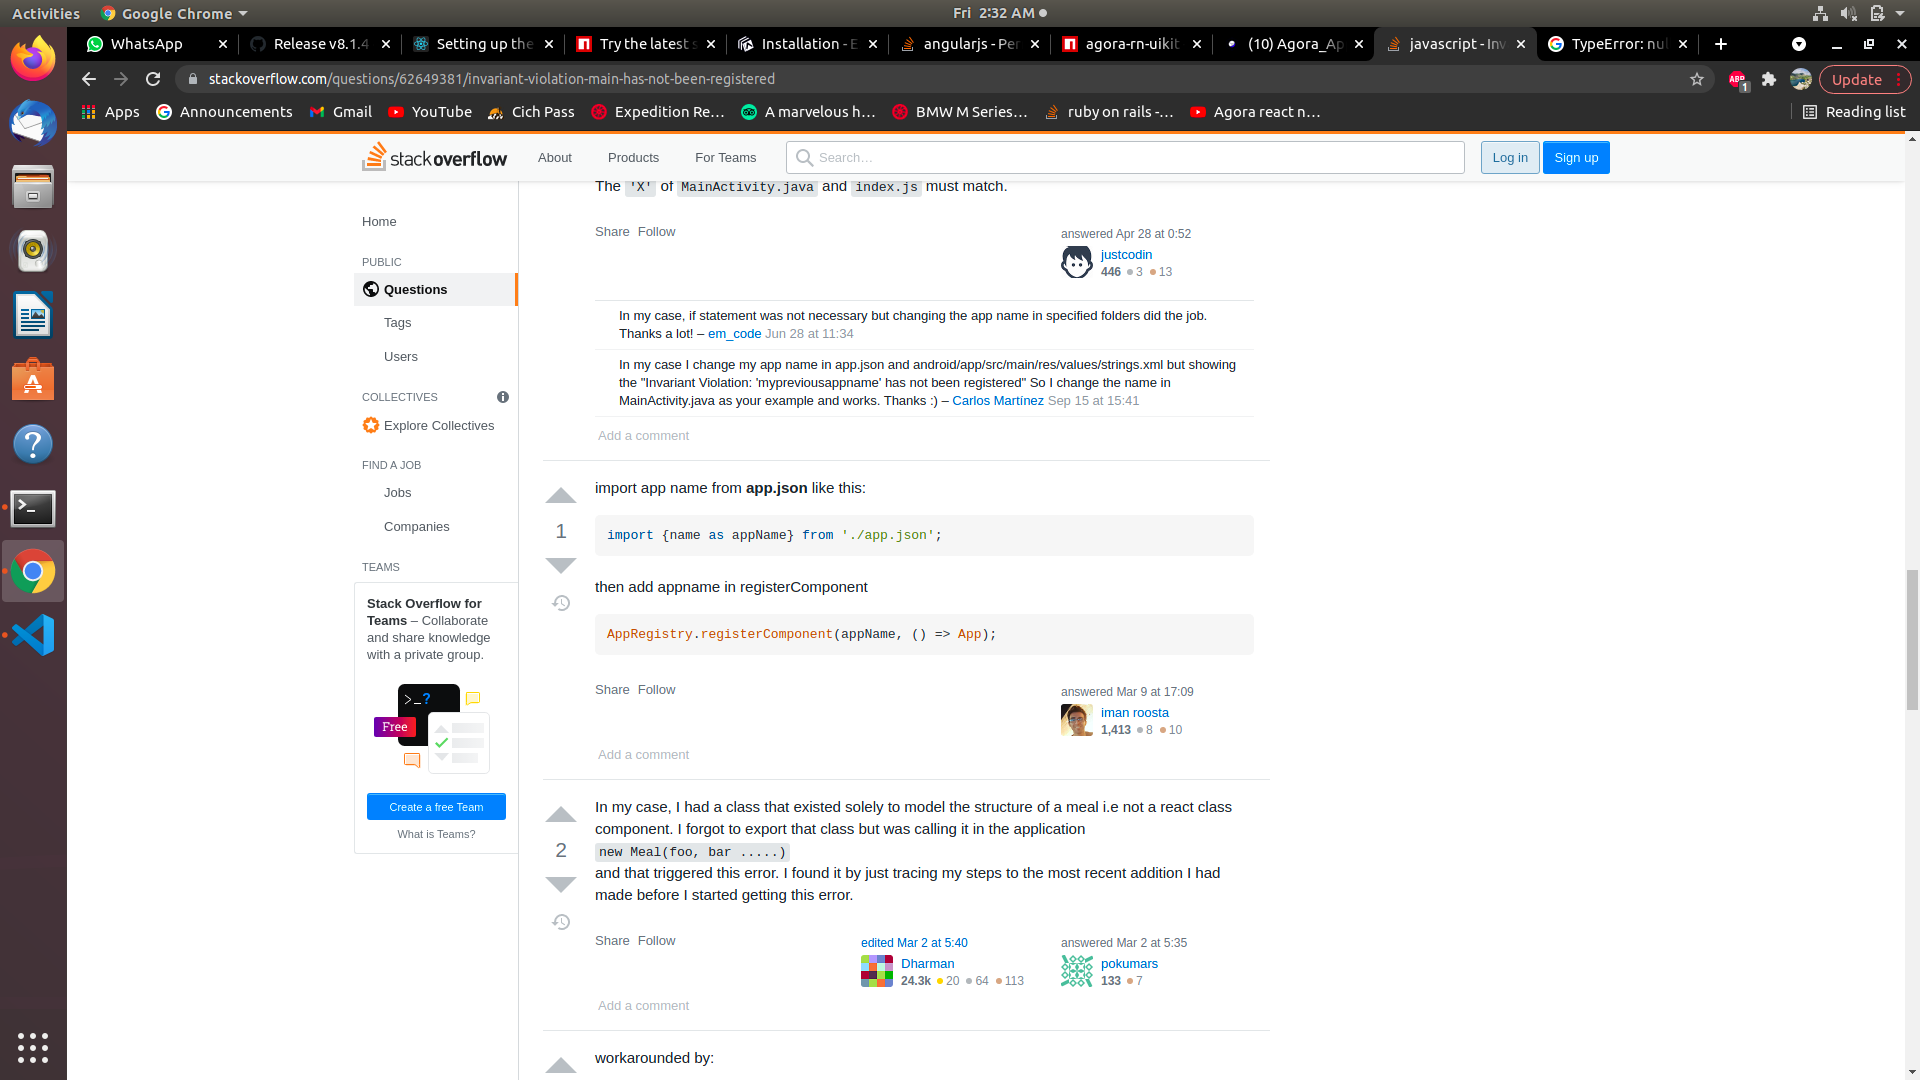 Activities
Google Chrome
Fri 2:32 AM
WhatsApp
Release v8.1.4
Setting up the
Try the latest s
Installation - E
angularjs - Per
agora-rn-uikit
(10) Agora_Ap
javascript - Inv
TypeError: nul
stackoverflow.com/questions/62649381/invariant-violation-main-has-not-been-registered
ABP
1
Update
Apps
Announcements
Gmail
YouTube
Cich Pass
Expedition Re…
A marvelous h…
BMW M Series…
ruby on rails -…
Agora react n…
Reading list
stackoverflow
About
Products
For Teams
Search…
Log in
Sign up
Home
PUBLIC
Questions
Tags
Users
COLLECTIVES
Explore Collectives
FIND A JOB
Jobs
Companies
TEAMS
Stack Overflow for
Teams – Collaborate
and share knowledge
with a private group.
>_?
Free
Create a free Team
What is Teams?
The 'X' of MainActivity.java and index.js must match.
Share Follow
answered Apr 28 at 0:52
justcodin
446 3 13
In my case, if statement was not necessary but changing the app name in specified folders did the job.
Thanks a lot! – em_code Jun 28 at 11:34
In my case I change my app name in app.json and android/app/src/main/res/values/strings.xml but showing
the "Invariant Violation: 'mypreviousappname' has not been registered" So I change the name in
MainActivity.java as your example and works. Thanks :) – Carlos Martínez Sep 15 at 15:41
Add a comment
1
import app name from app.json like this:
import {name as appName} from './app.json';
then add appname in registerComponent
AppRegistry.registerComponent(appName, () => App);
Share Follow
answered Mar 9 at 17:09
iman roosta
1,413 8 10
Add a comment
2
In my case, I had a class that existed solely to model the structure of a meal i.e not a react class
component. I forgot to export that class but was calling it in the application
new Meal(foo, bar .....)
and that triggered this error. I found it by just tracing my steps to the most recent addition I had
made before I started getting this error.
Share Follow
edited Mar 2 at 5:40
Dharman
24.3k 20 64 113
answered Mar 2 at 5:35
pokumars
133 7
Add a comment
workarounded by: